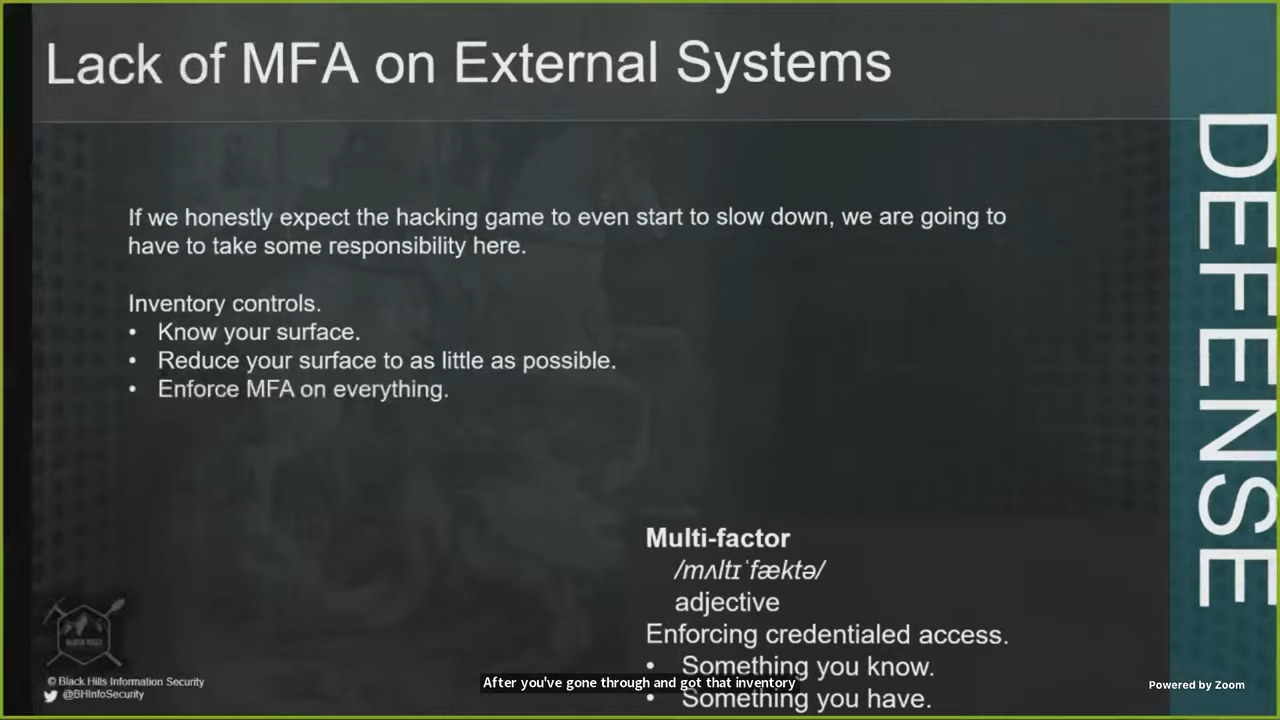 Lack of MFA on External Systems
DEFENSE
If we honestly expect the hacking game to even start to slow down, we are going to
have to take some responsibility here.
Inventory controls.
• Know your surface.
• Reduce your surface to as little as possible.
• Enforce MFA on everything.
Multi-factor
/mʌltɪˈfæktə/
adjective
Enforcing credentialed access.
• Something you know.
• Something you have.
After you've gone through and got that inventory
© Black Hills Information Security
@BHInfoSecurity
Powered by Zoom